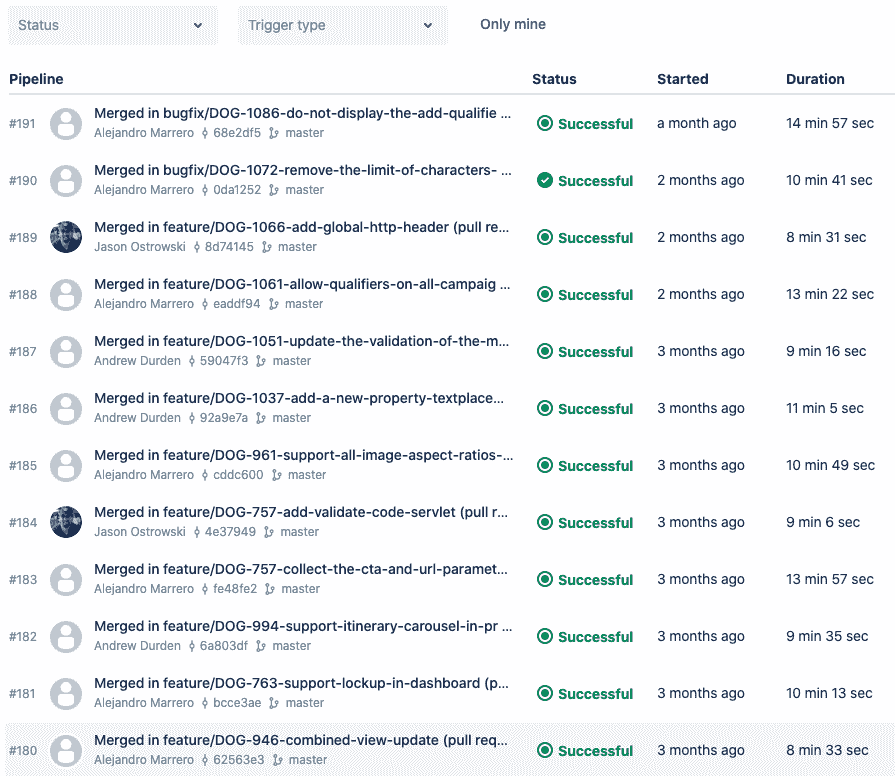 Status Trigger type Only mine
Pipeline Status Started Duration
#191 Merged in bugfix/DOG-1086-do-not-display-the-add-qualifie ... Successful a month ago 14 min 57 sec
Alejandro Marrero 68e2df5 master
#190 Merged in bugfix/DOG-1072-remove-the-limit-of-characters- ... Successful 2 months ago 10 min 41 sec
Alejandro Marrero 0da1252 master
#189 Merged in feature/DOG-1066-add-global-http-header (pull re... Successful 2 months ago 8 min 31 sec
Jason Ostrowski 8d74145 master
#188 Merged in feature/DOG-1061-allow-qualifiers-on-all-campaig ... Successful 2 months ago 13 min 22 sec
Alejandro Marrero eaddf94 master
#187 Merged in feature/DOG-1051-update-the-validation-of-the-m... Successful 3 months ago 9 min 16 sec
Andrew Durden 59047f3 master
#186 Merged in feature/DOG-1037-add-a-new-property-textplace... Successful 3 months ago 11 min 5 sec
Andrew Durden 92a9e7a master
#185 Merged in feature/DOG-961-support-all-image-aspect-ratios-... Successful 3 months ago 10 min 49 sec
Alejandro Marrero cddc600 master
#184 Merged in feature/DOG-757-add-validate-code-servlet (pull r... Successful 3 months ago 9 min 6 sec
Jason Ostrowski 4e37949 master
#183 Merged in feature/DOG-757-collect-the-cta-and-url-paramet... Successful 3 months ago 13 min 57 sec
Alejandro Marrero fe48fe2 master
#182 Merged in feature/DOG-994-support-itinerary-carousel-in-pr ... Successful 3 months ago 9 min 35 sec
Andrew Durden 6a803df master
#181 Merged in feature/DOG-763-support-lockup-in-dashboard (p... Successful 3 months ago 10 min 13 sec
Alejandro Marrero bcce3ae master
#180 Merged in feature/DOG-946-combined-view-update (pull req... Successful 3 months ago 8 min 33 sec
Alejandro Marrero 62563e3 master